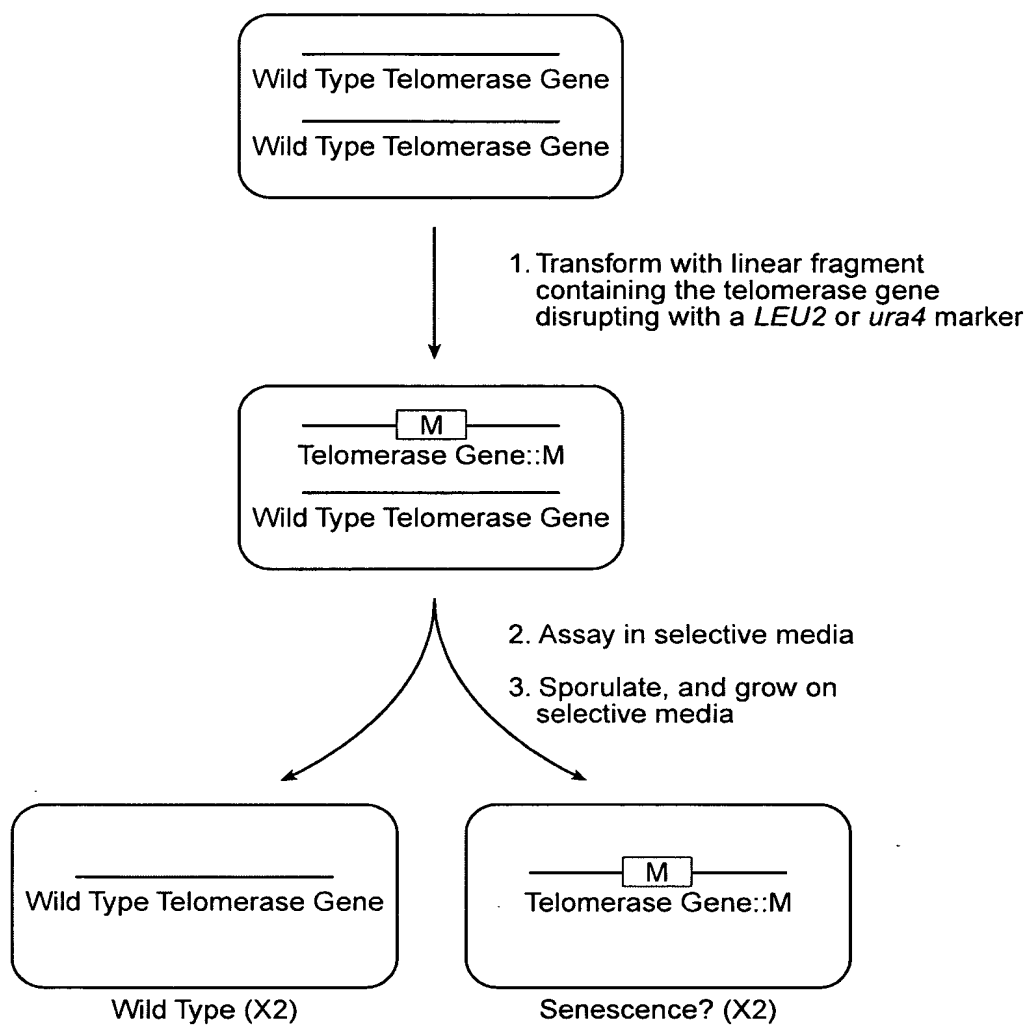 Wild Type Telomerase Gene
Wild Type Telomerase Gene
1. Transform with linear fragment
containing the telomerase gene
disrupting with a LEU2 or ura4 marker
M
Telomerase Gene::M
Wild Type Telomerase Gene
2. Assay in selective media
3. Sporulate, and grow on
selective media
Wild Type Telomerase Gene
M
Telomerase Gene::M
Wild Type (X2)
Senescence? (X2)